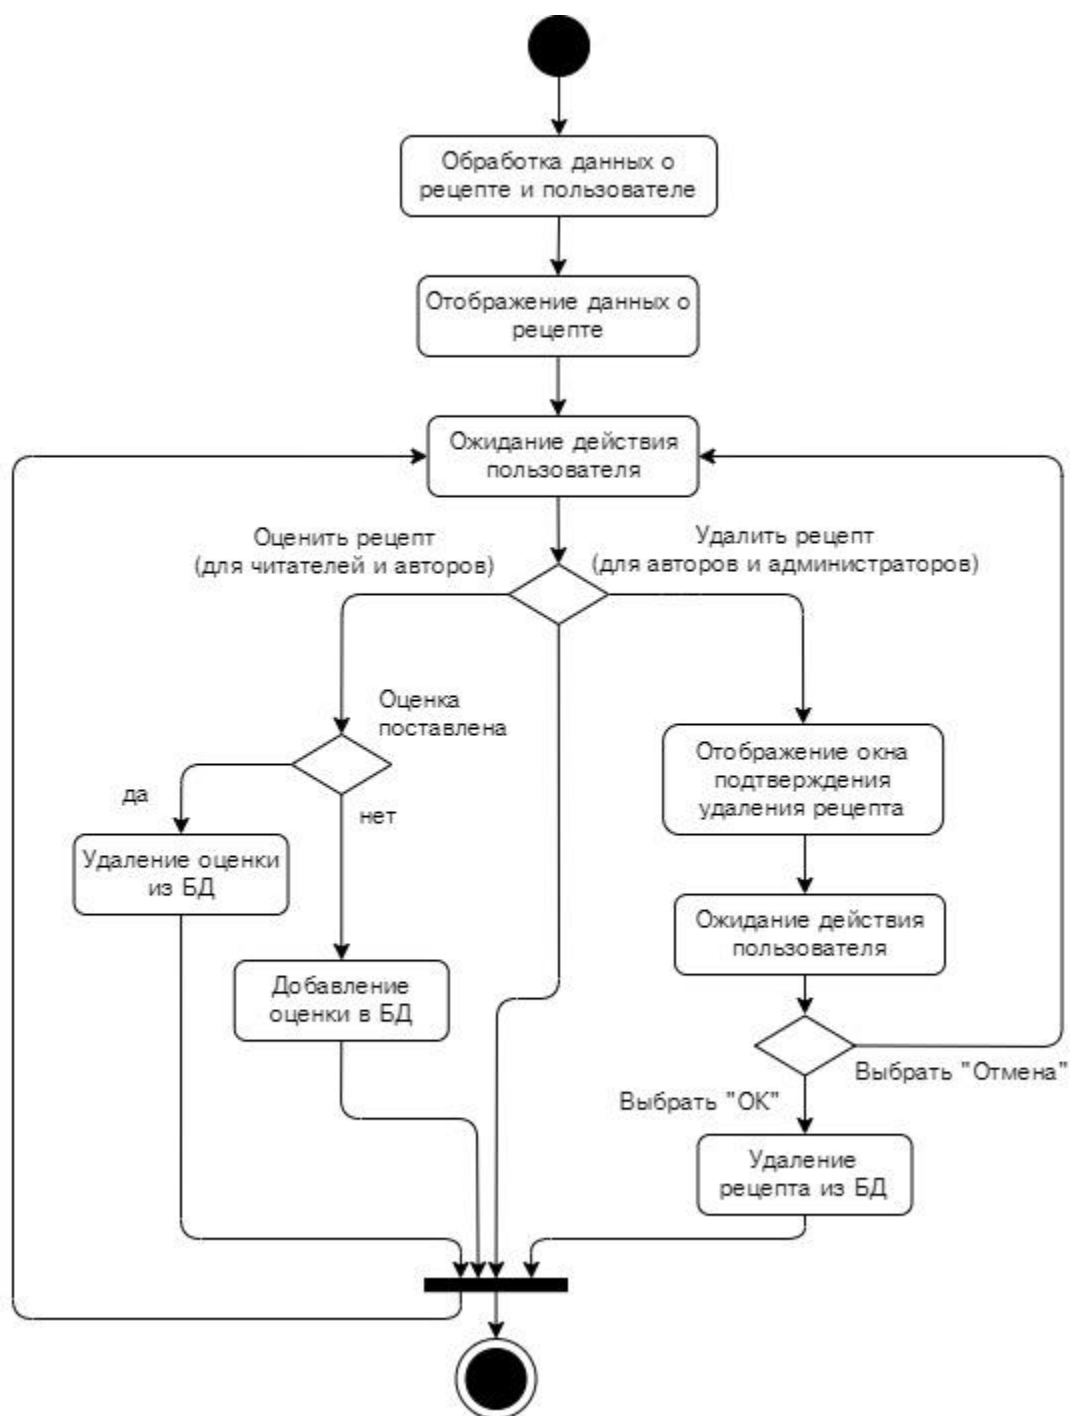 Обработка данных о
рецепте и пользователе
Отображение данных о
рецепте
Ожидание действия
пользователя
Оценить рецепт
(для читателей и авторов)
Удалить рецепт
(для авторов и администраторов)
Оценка
поставлена
да
нет
Удаление оценки
из БД
Добавление
оценки в БД
Отображение окна
подтверждения
удаления рецепта
Ожидание действия
пользователя
Выбрать "Отмена"
Выбрать "ОК"
Удаление
рецепта из БД